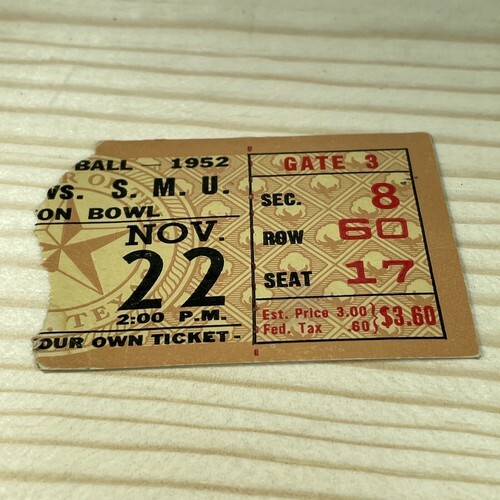 BALL — 1952
VS. S. M. U.
ON BOWL
NOV.
22
2:00 P.M.
OUR OWN TICKET-
GATE 3
SEC. 8
ROW 60
SEAT 17
Est. Price 3.00
Fed. Tax 60
$3.60
TEXAS